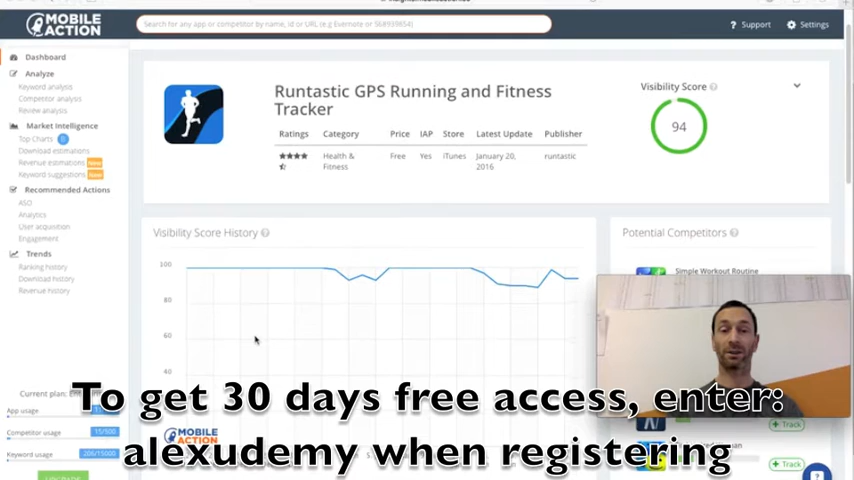 MOBILE
ACTION
Search for any app or competitor by name, id or URL (e.g Evernote or 568939654)
? Support
Settings
Dashboard
Analyze
Keyword analysis
Competitor analysis
Review analysis
Market Intelligence
Top Charts
Download estimations
Revenue estimations New
Keyword suggestions New
Recommended Actions
ASO
Analytics
User acquisition
Engagement
Trends
Ranking history
Download history
Revenue history
Current plan:
App usage
Competitor usage 15/500
Keyword usage 206/15000
Runtastic GPS Running and Fitness
Tracker
Ratings Category Price IAP Store Latest Update Publisher
Health & Free Yes iTunes January 20, runtastic
Fitness 2016
Visibility Score ?
94
Visibility Score History ?
100
80
60
40
Potential Competitors ?
Simple Workout Routine
+ Track
+ Track
MOBILE
ACTION
To get 30 days free access, enter:
alexudemy when registering